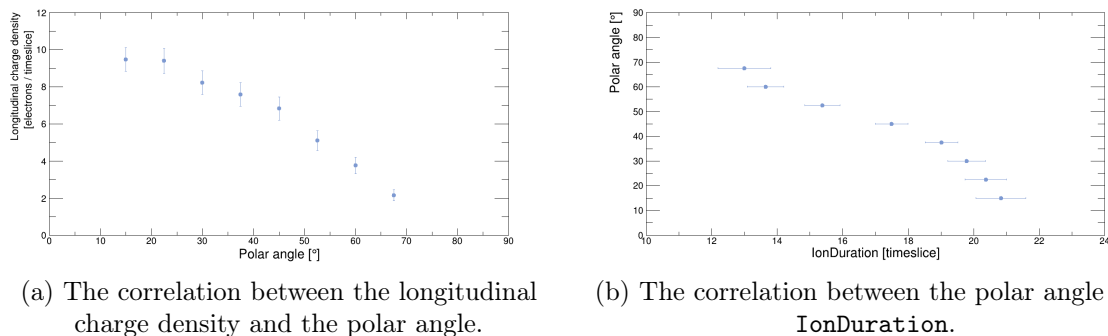 Longitudinal charge density
[electrons / timeslice]
12
10
8
6
4
2
0
0 10 20 30 40 50 60 70 80 90
Polar angle [°]
Polar angle [°]
90
80
70
60
50
40
30
20
10
0
10 12 14 16 18 20 22 24
IonDuration [timeslice]
(a) The correlation between the longitudinal
charge density and the polar angle.
(b) The correlation between the polar angle
IonDuration.